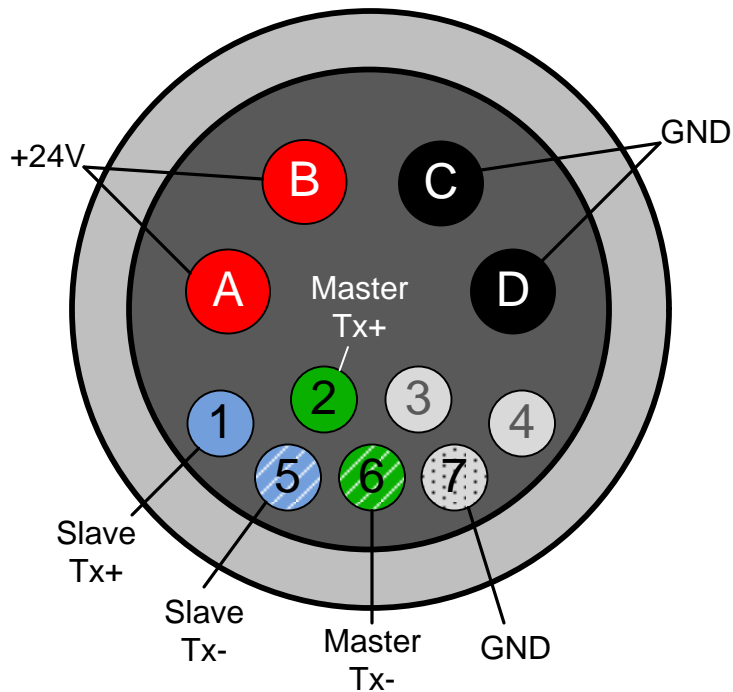 +24V
GND
B
C
A
D
Master
Tx+
2
3
1
4
5
6
7
Slave
Tx+
Slave
Tx-
Master
Tx-
GND